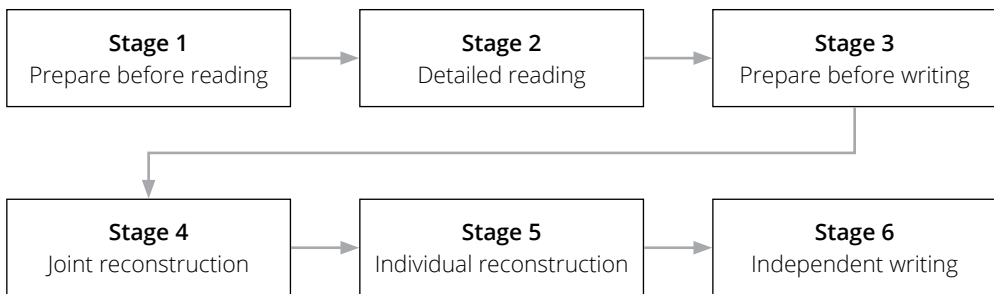 Stage 1
Prepare before reading
Stage 2
Detailed reading
Stage 3
Prepare before writing
Stage 4
Joint reconstruction
Stage 5
Individual reconstruction
Stage 6
Independent writing